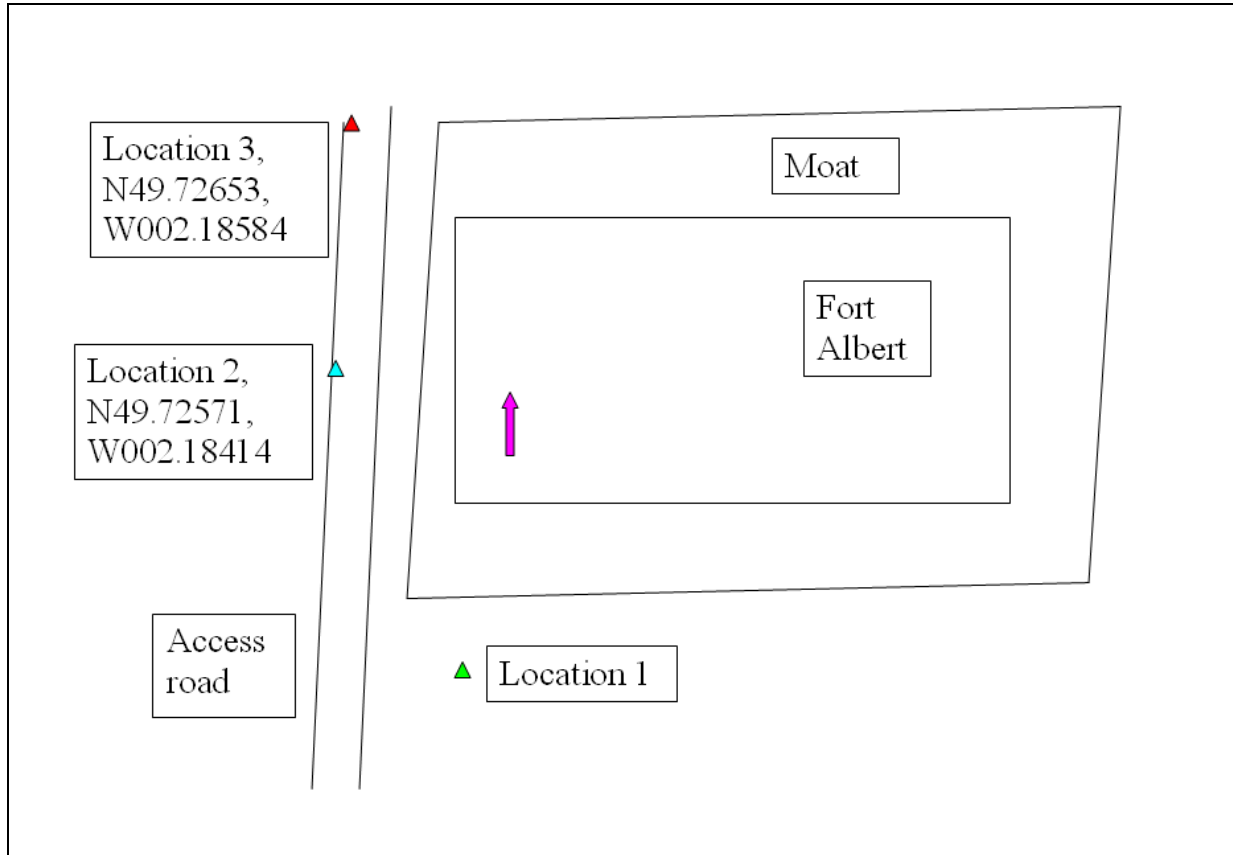 Location 3,
N49.72653,
W002.18584
Moat
Fort
Albert
Location 2,
N49.72571,
W002.18414
Access
road
Location 1